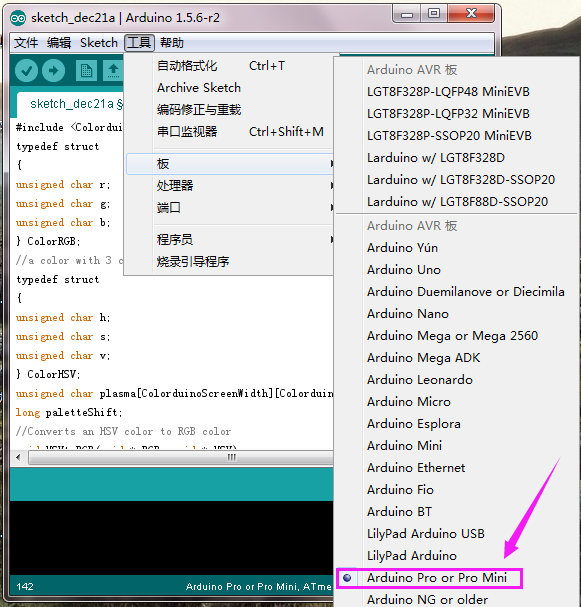 sketch_dec21a | Arduino 1.5.6-r2
文件 编辑 Sketch 工具 帮助
自动格式化 Ctrl+T
Archive Sketch
编码修正与重载
串口监视器 Ctrl+Shift+M
板
处理器
端口
程序员
烧录引导程序
Arduino AVR 板
LGT8F328P-LQFP48 MiniEVB
LGT8F328P-LQFP32 MiniEVB
LGT8F328P-SSOP20 MiniEVB
Larduino w/ LGT8F328D
Larduino w/ LGT8F328D-SSOP20
Larduino w/ LGT8F88D-SSOP20
Arduino AVR 板
Arduino Yún
Arduino Uno
Arduino Duemilanove or Diecimila
Arduino Nano
Arduino Mega or Mega 2560
Arduino Mega ADK
Arduino Leonardo
Arduino Micro
Arduino Esplora
Arduino Mini
Arduino Ethernet
Arduino Fio
Arduino BT
LilyPad Arduino USB
LilyPad Arduino
Arduino Pro or Pro Mini
Arduino NG or older
sketch_dec21a §
#include <Colordui
typedef struct
{
unsigned char r;
unsigned char g;
unsigned char b;
} ColorRGB;
//a color with 3 c
typedef struct
{
unsigned char h;
unsigned char s;
unsigned char v;
} ColorHSV;
unsigned char plasma[ColorduinoScreenWidth][Colordui
long paletteShift;
//Converts an HSV color to RGB color
142 Arduino Pro or Pro Mini, ATme